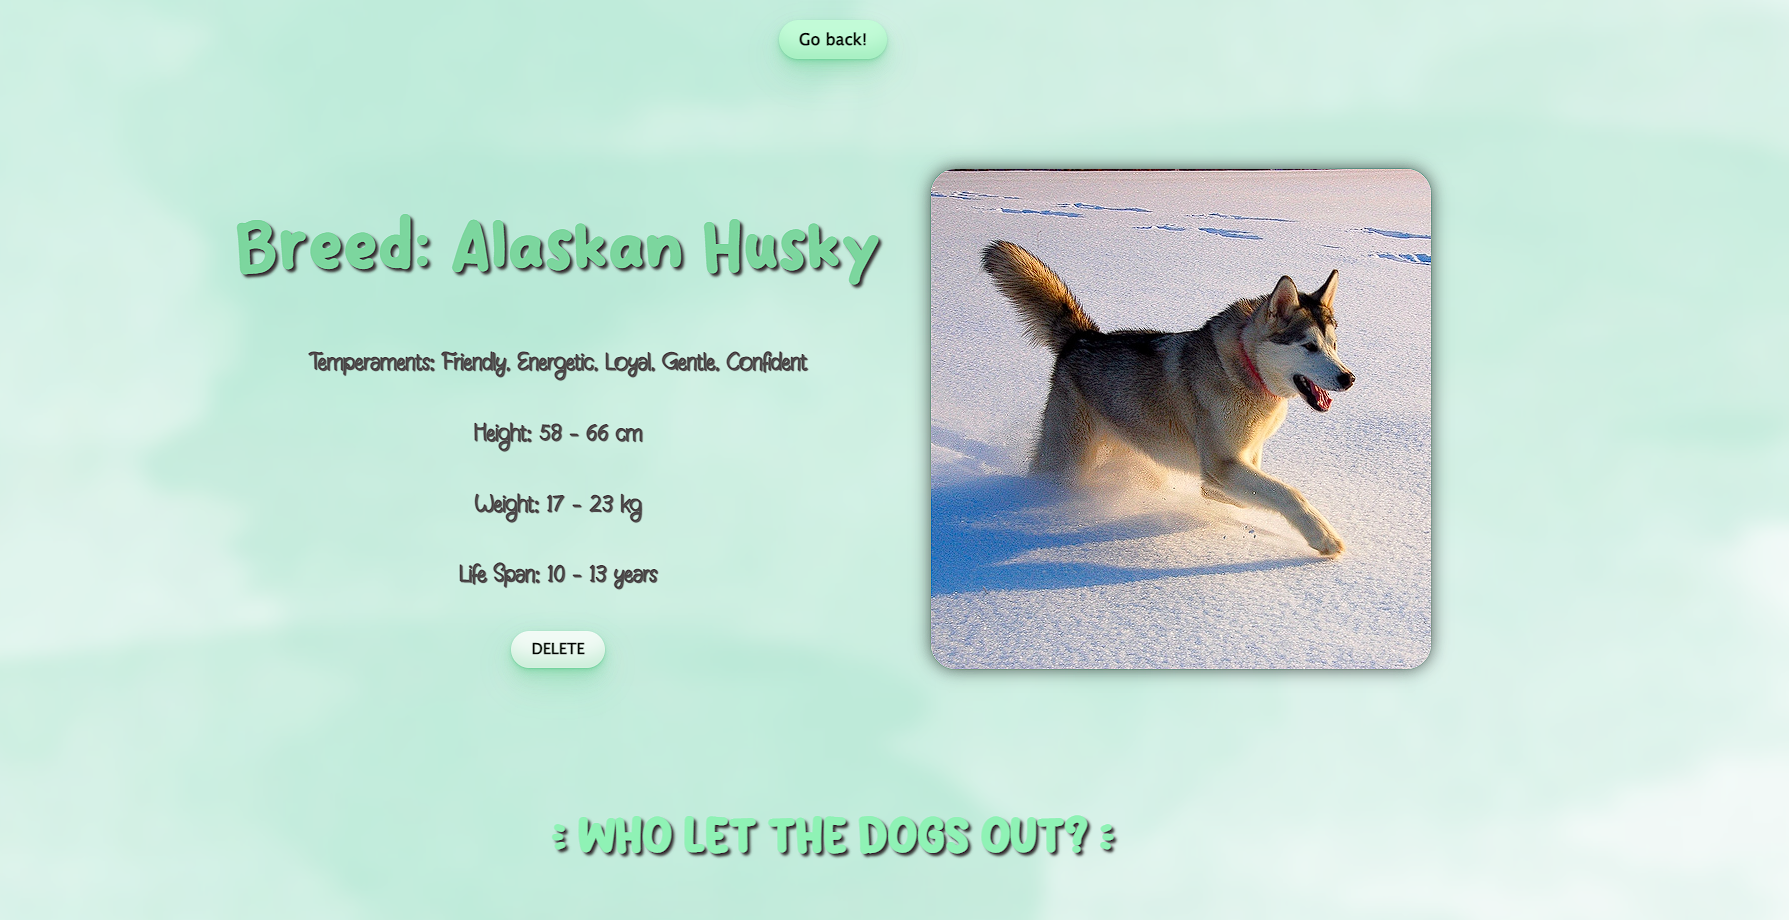 Go back!
Breed: Alaskan Husky
Temperaments: Friendly, Energetic, Loyal, Gentle, Confident
Height: 58 - 66 cm
Weight: 17 - 23 kg
Life Span: 10 - 13 years
DELETE
WHO LET THE DOGS OUT?